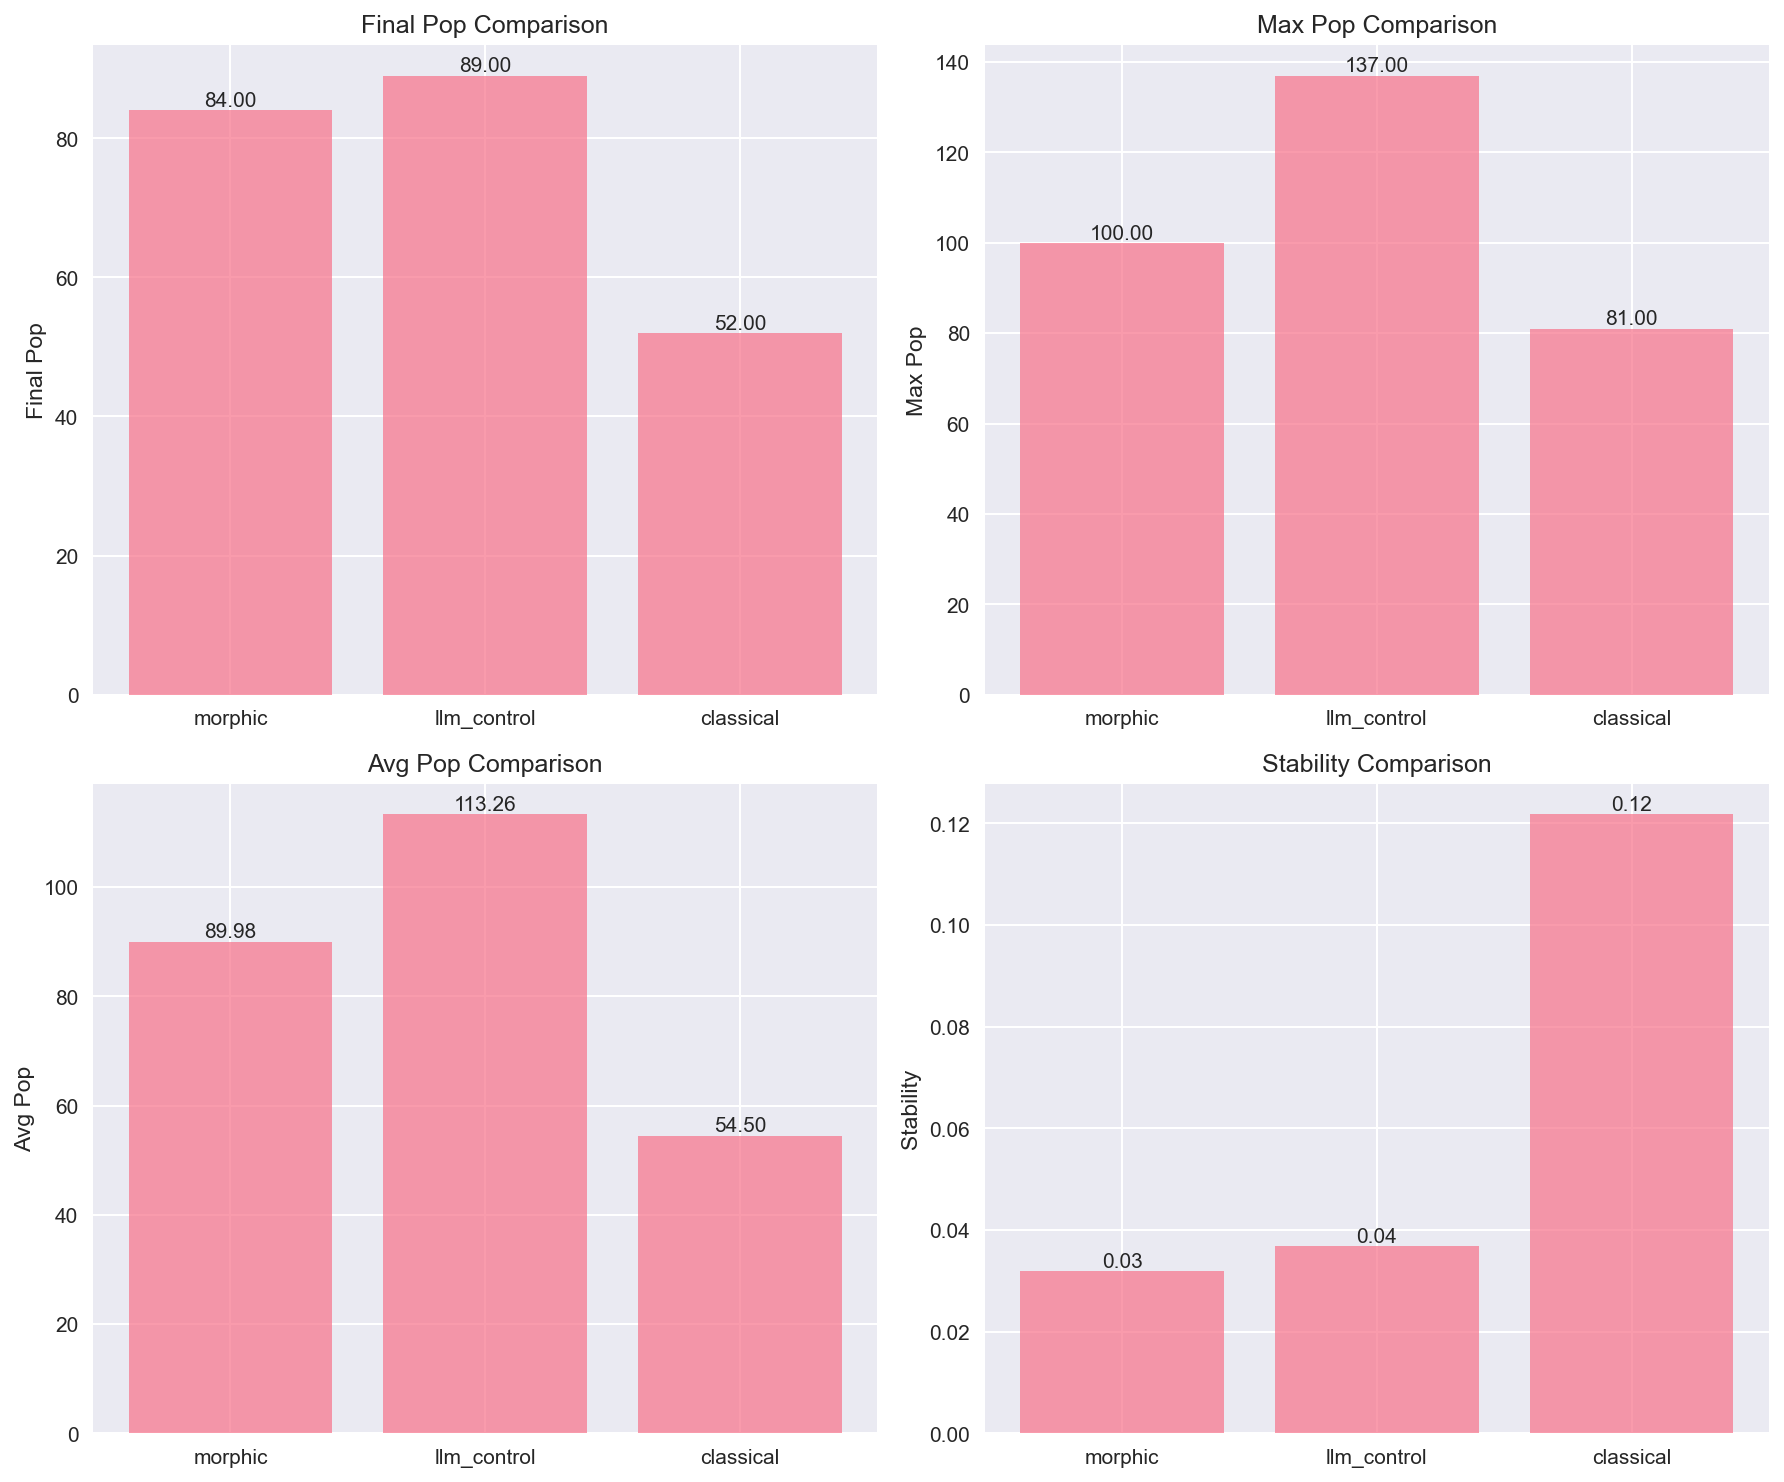 Final Pop Comparison
Final Pop
80
60
40
20
0
84.00
89.00
52.00
morphic
llm_control
classical
Max Pop Comparison
Max Pop
140
120
100
80
60
40
20
0
100.00
137.00
81.00
morphic
llm_control
classical
Avg Pop Comparison
Avg Pop
100
80
60
40
20
0
89.98
113.26
54.50
morphic
llm_control
classical
Stability Comparison
Stability
0.12
0.10
0.08
0.06
0.04
0.02
0.00
0.03
0.04
0.12
morphic
llm_control
classical